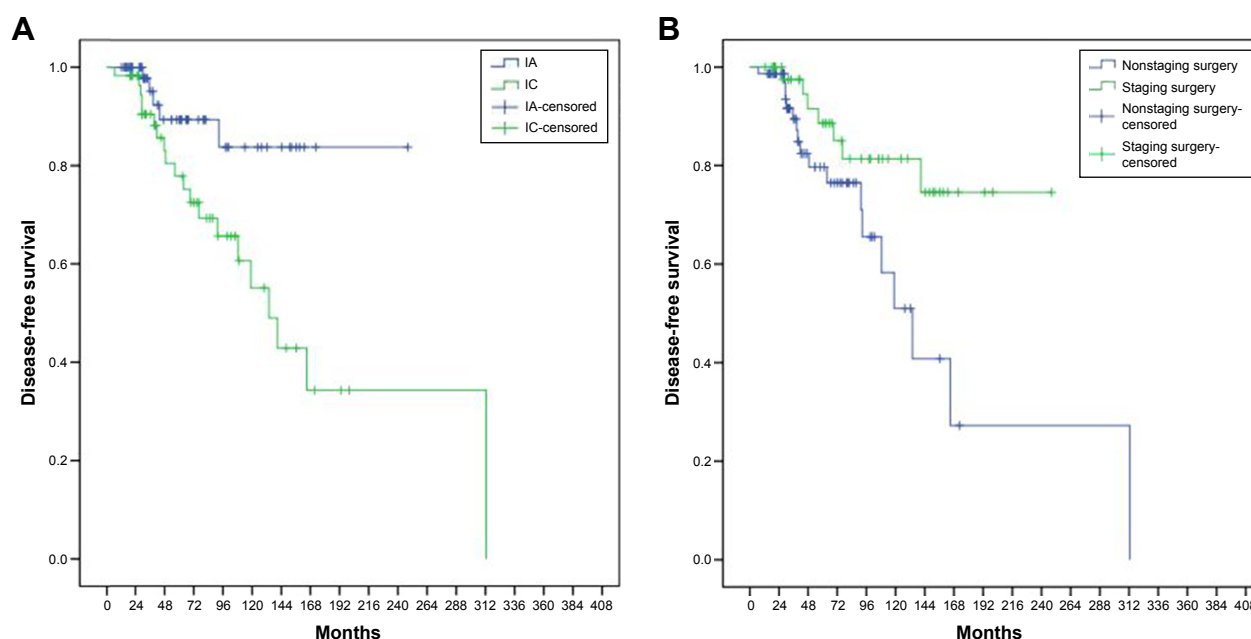 A
B
1.0
0.8
0.6
0.4
0.2
0.0
Disease-free survival
0 24 48 72 96 120 144 168 192 216 240 264 288 312 336 360 384 408
Months
IA
IC
IA-censored
IC-censored
1.0
0.8
0.6
0.4
0.2
0.0
Disease-free survival
0 24 48 72 96 120 144 168 192 216 240 264 288 312 336 360 384 408
Months
Nonstaging surgery
Staging surgery
Nonstaging surgery-
censored
Staging surgery-
censored